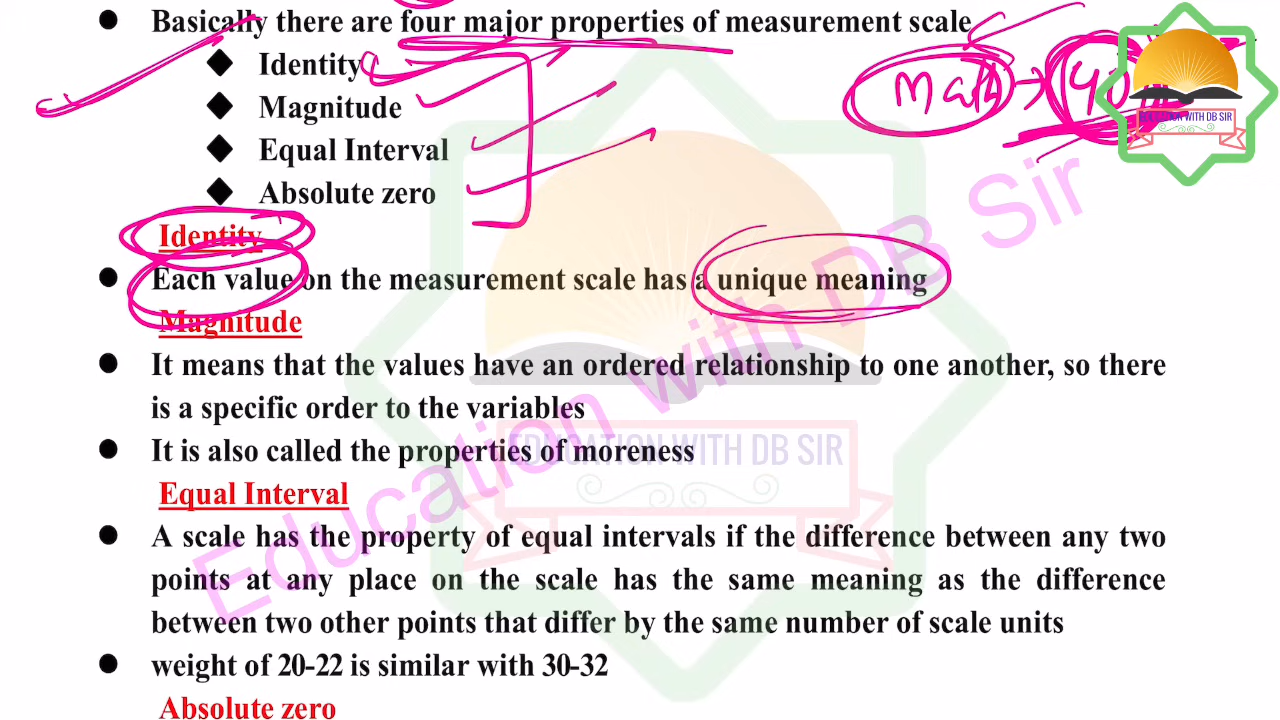 Basically there are four major properties of measurement scale
Identity
Magnitude
Equal Interval
Absolute zero
Identity
Each value on the measurement scale has a unique meaning
Magnitude
It means that the values have an ordered relationship to one another, so there
is a specific order to the variables
It is also called the properties of moreness
Equal Interval
A scale has the property of equal intervals if the difference between any two
points at any place on the scale has the same meaning as the difference
between two other points that differ by the same number of scale units
weight of 20-22 is similar with 30-32
Absolute zero
Math → 90
EDUCATION WITH DB SIR
EDUCATION WITH DB SIR
Education with DB Sir